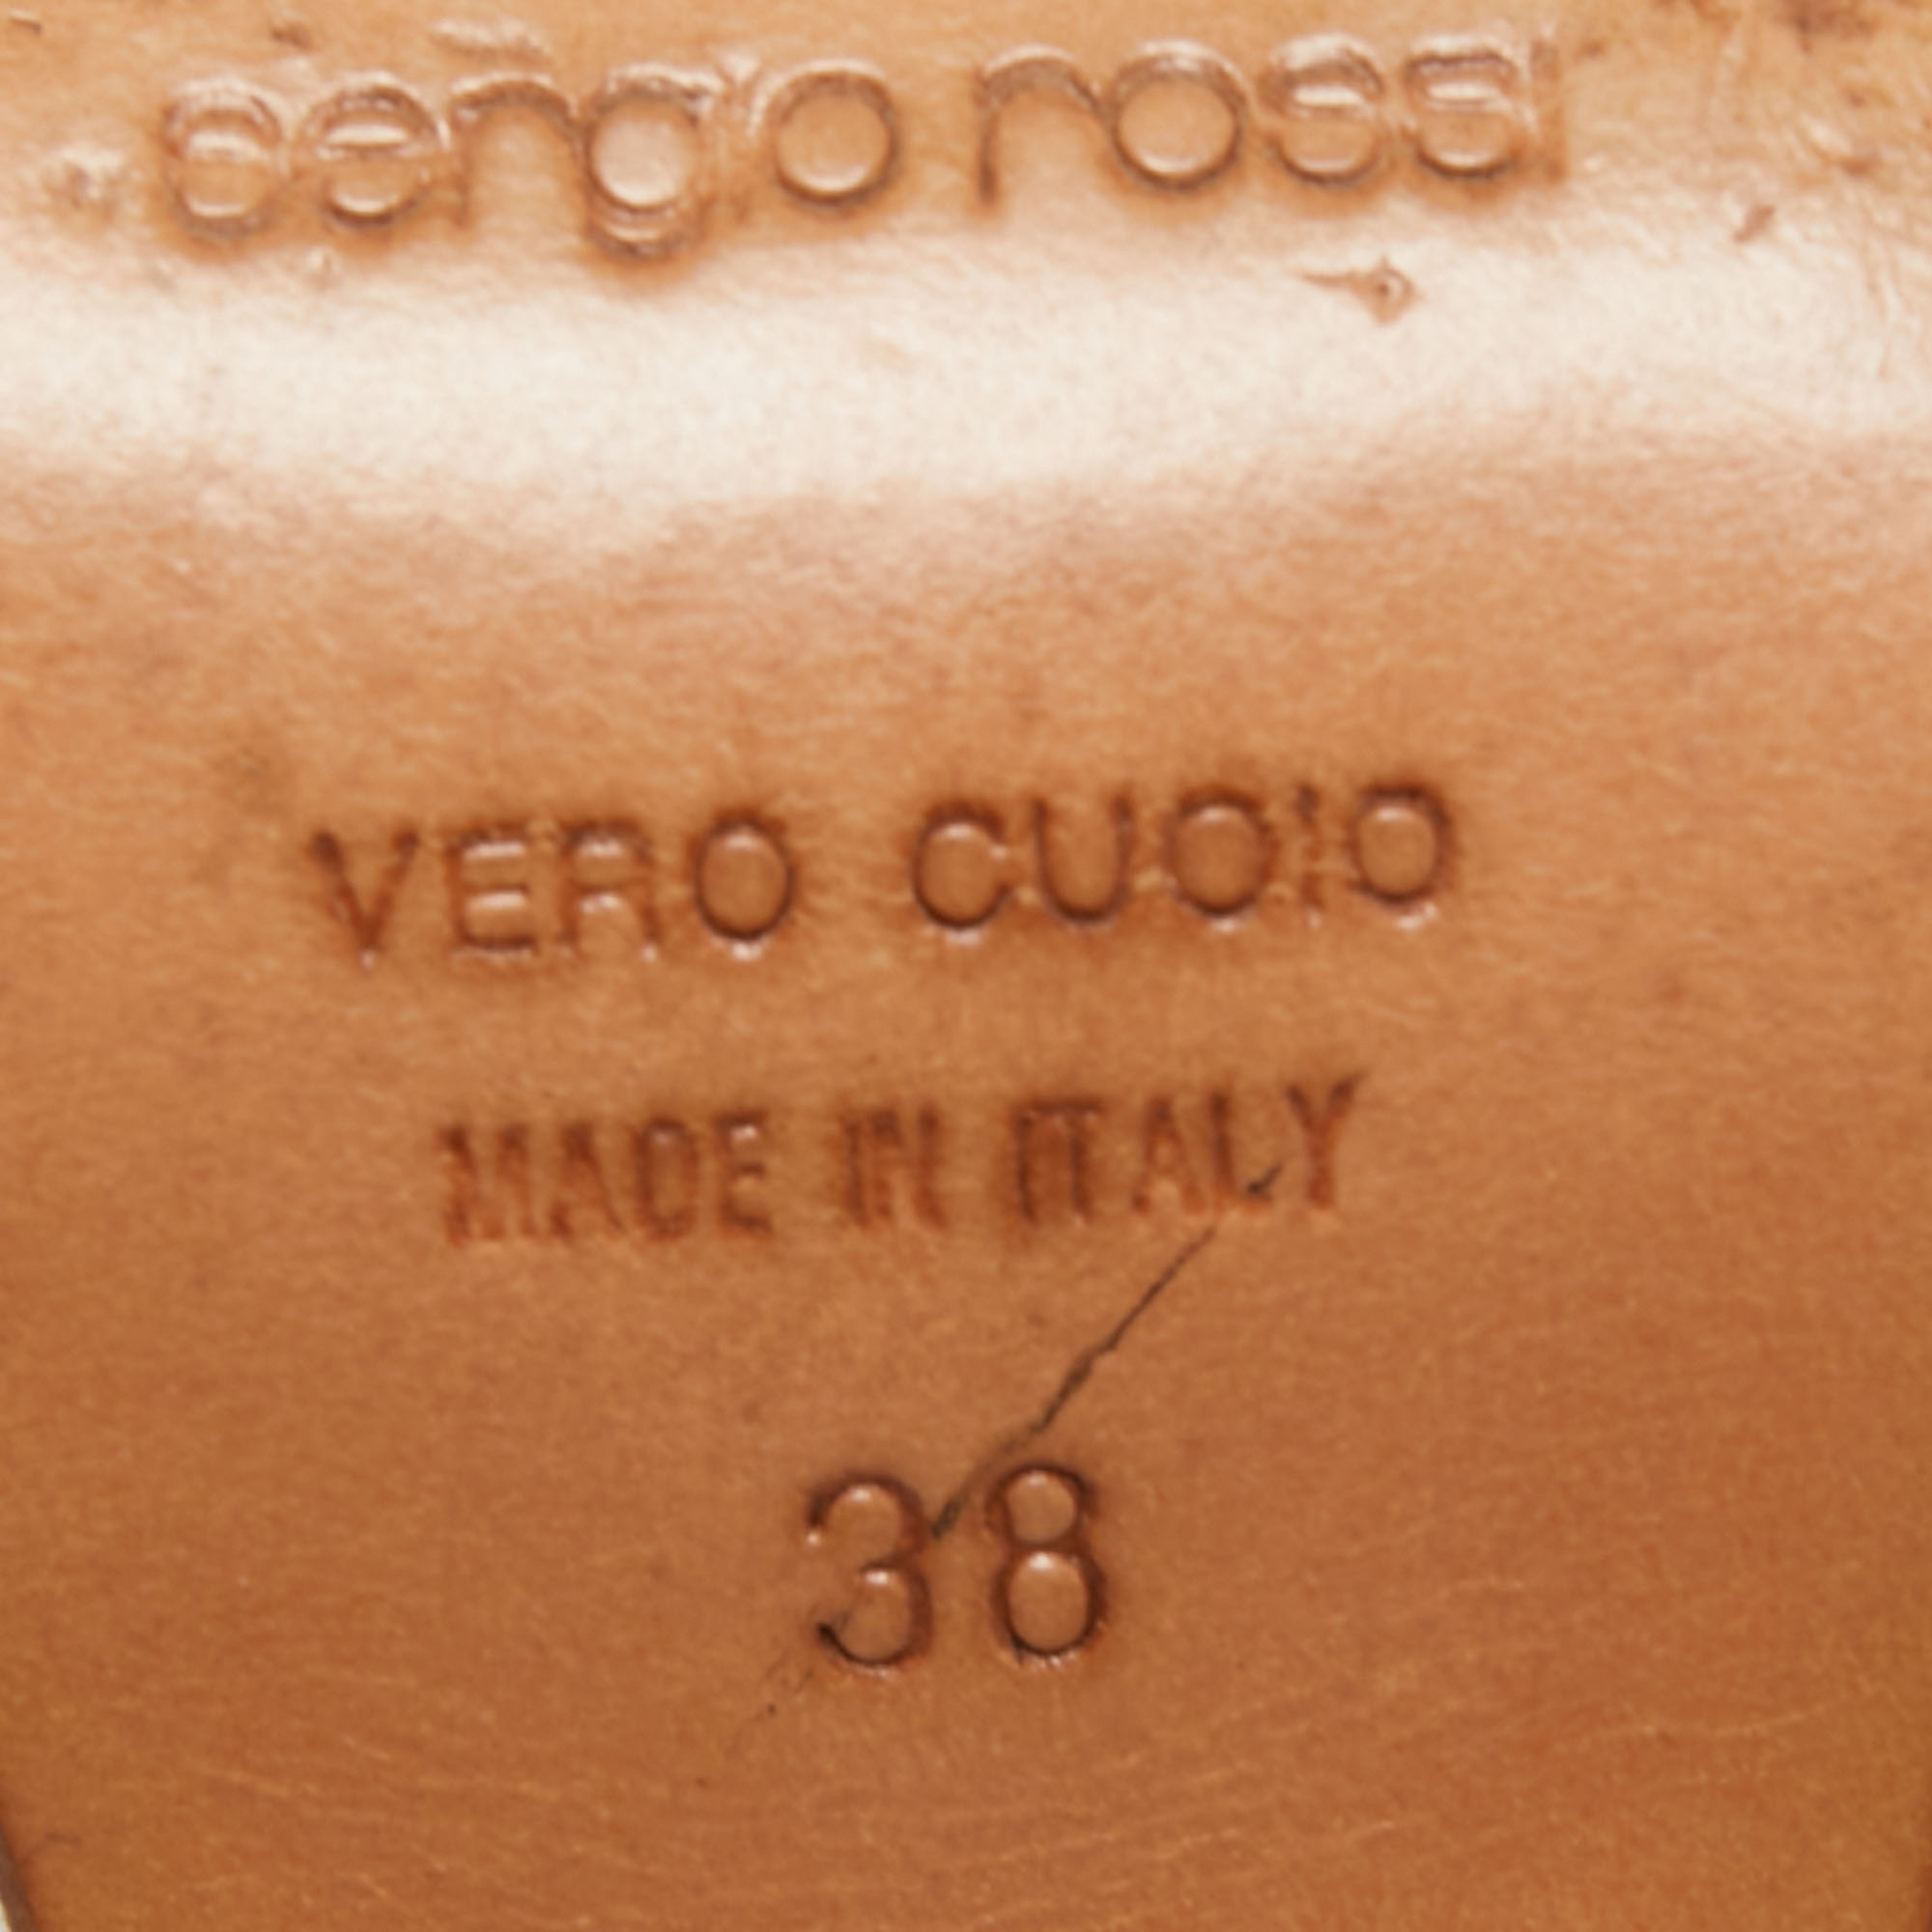 sergio rossi
VERO CUOIO
MADE IN ITALY
38